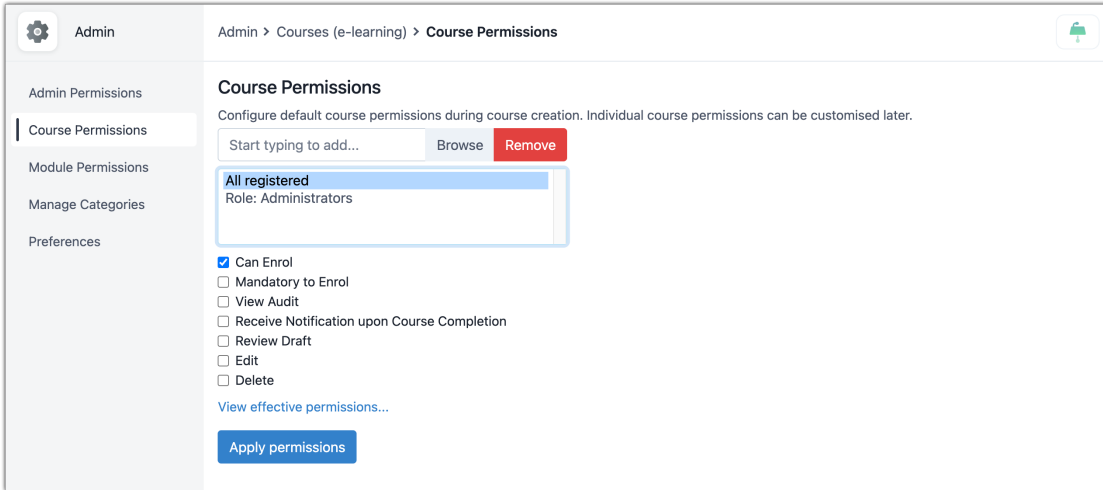 Admin
Admin > Courses (e-learning) > Course Permissions
Admin Permissions
Course Permissions
Module Permissions
Manage Categories
Preferences
Course Permissions
Configure default course permissions during course creation. Individual course permissions can be customised later.
Start typing to add... Browse Remove
All registered
Role: Administrators
Can Enrol
Mandatory to Enrol
View Audit
Receive Notification upon Course Completion
Review Draft
Edit
Delete
View effective permissions...
Apply permissions